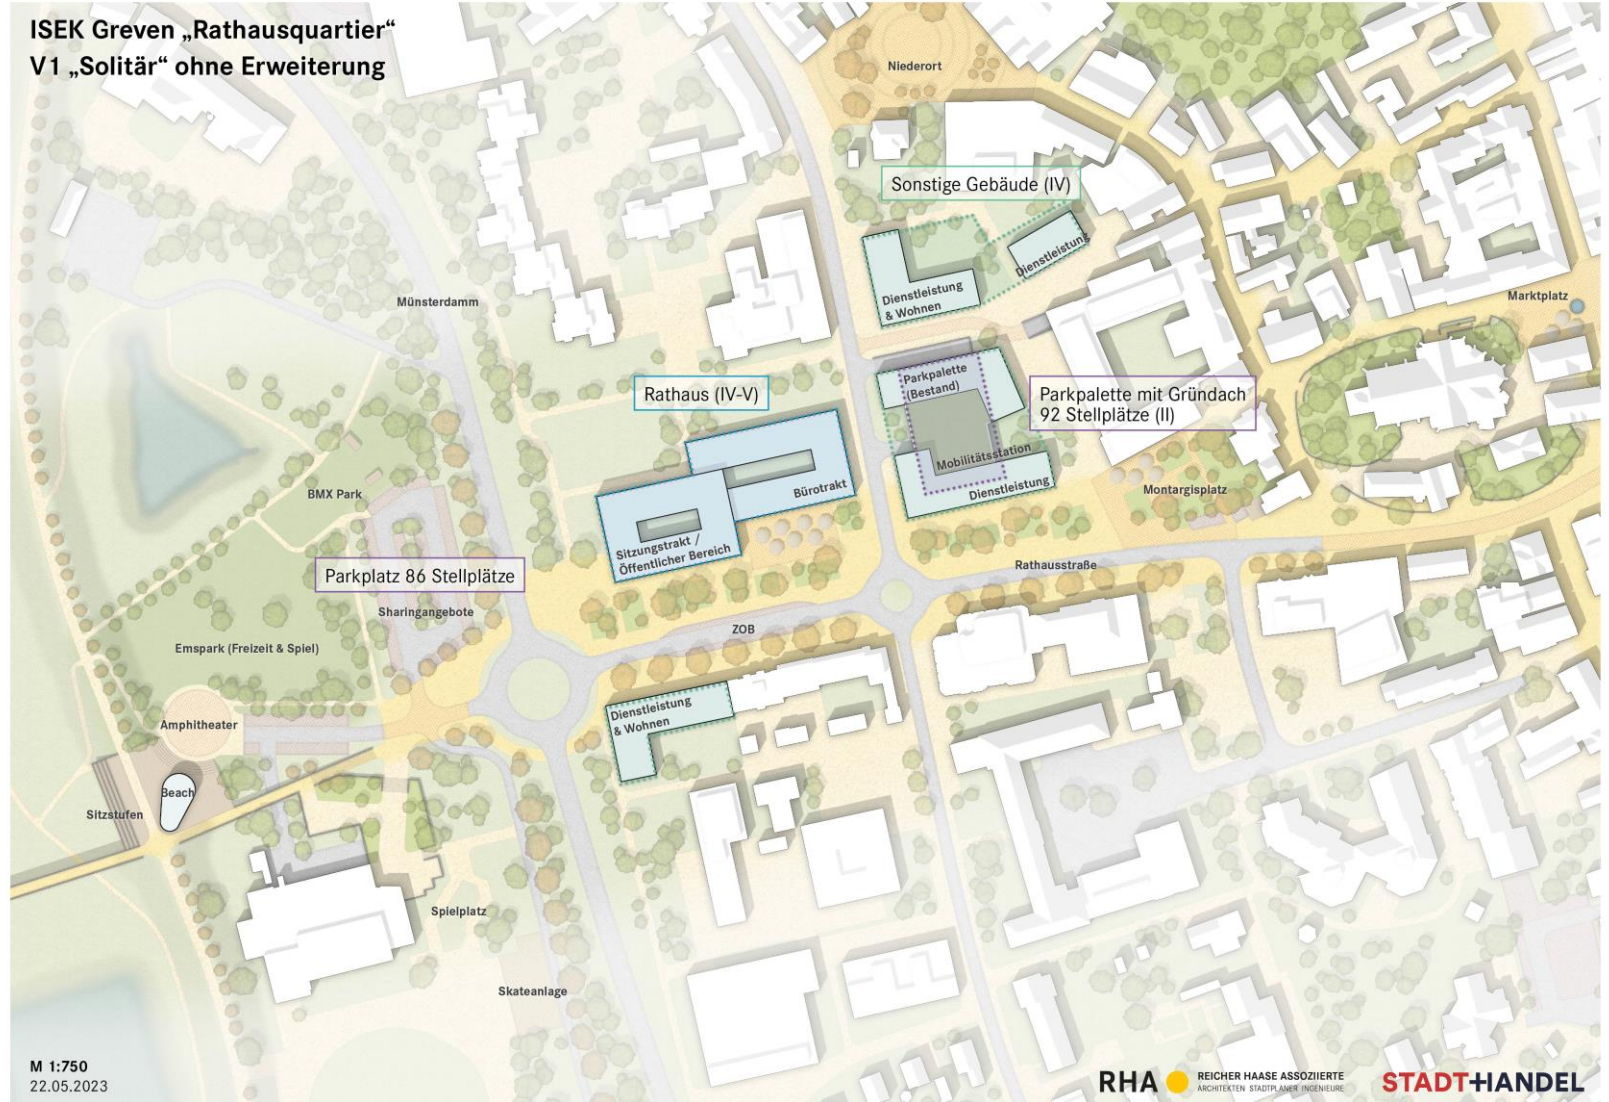 ISEK Greven „Rathausquartier“
V1 „Solitär“ ohne Erweiterung
Niederort
Sonstige Gebäude (IV)
Dienstleistung
Dienstleistung
& Wohnen
Münsterdamm
Marktplatz
Parkpalette
(Bestand)
Rathaus (IV-V)
Parkpalette mit Gründach
92 Stellplätze (II)
Mobilitätsstation
Dienstleistung
Bürotrakt
Montargisplatz
BMX Park
Sitzungstrakt /
Öffentlicher Bereich
Parkplatz 86 Stellplätze
Rathausstraße
Sharingangebote
ZOB
Emspark (Freizeit & Spiel)
Dienstleistung
& Wohnen
Amphitheater
Beach
Sitzstufen
Spielplatz
Skateanlage
M 1:750
22.05.2023
RHA
REICHER HAASE ASSOZIIERTE
ARCHITEKTEN STADTPLANER INGENIEURE
STADT+HANDEL